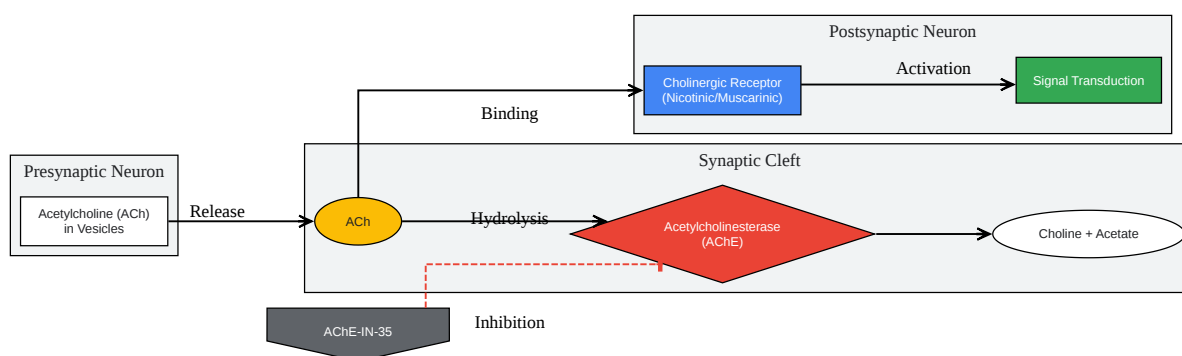 Postsynaptic Neuron
Cholinergic Receptor
(Nicotinic/Muscarinic)
Activation
Signal Transduction
Binding
Presynaptic Neuron
Acetylcholine (ACh)
in Vesicles
Release
Synaptic Cleft
ACh
Hydrolysis
Acetylcholinesterase
(AChE)
Choline + Acetate
AChE-IN-35
Inhibition